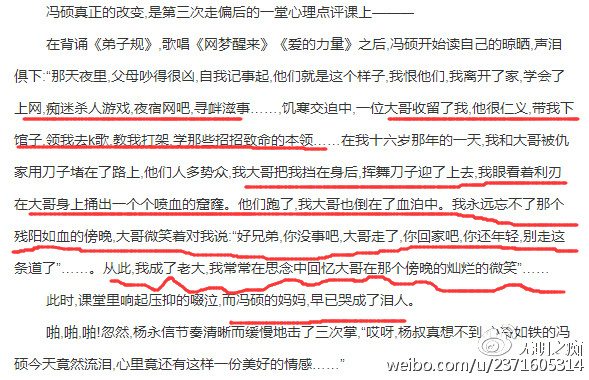 冯硕真正的改变,是第三次走偏后的一堂心理点评课上———
在背诵《弟子规》,歌唱《网梦醒来》《爱的力量》之后,冯硕开始读自己的晾晒,声泪
俱下:“那天夜里,父母吵得很凶,自我记事起,他们就是这个样子,我恨他们,我离开了家,学会了
上网,痴迷杀人游戏,夜宿网吧,寻衅滋事……,饥寒交迫中,一位大哥收留了我,他很仁义,带我下
馆子,领我去k歌,教我打架,学那些招招致命的本领……在我十六岁那年的一天,我和大哥被仇
家用刀子堵在了路上,他们人多势众,我大哥把我挡在身后,挥舞刀子迎了上去,我眼看着利刃
在大哥身上捅出一个个喷血的窟窿。他们跑了,我大哥也倒在了血泊中。我永远忘不了那个
残阳如血的傍晚,大哥微笑着对我说:“好兄弟,你没事吧,大哥走了,你回家吧,你还年轻,别走这
条道了”……。从此,我成了老大,我常常在思念中回忆大哥在那个傍晚的灿烂的微笑”……
此时,课堂里响起压抑的啜泣,而冯硕的妈妈,早已哭成了泪人。
啪,啪,啪!忽然,杨永信节奏清晰而缓慢地击了三次掌,“哎呀,杨叔真想不到,心旁如铁的冯
硕今天竟然流泪,心里竟还有这样一份美好的情感……”
weibo.com/u/2371605314